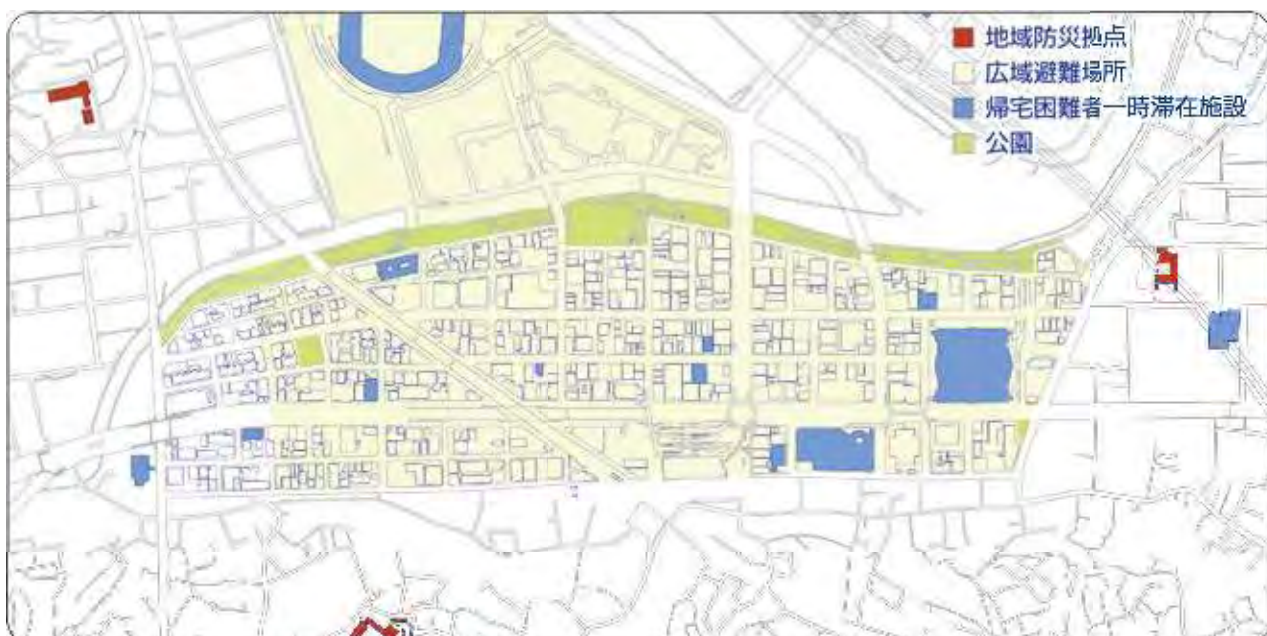 地域防災拠点
広域避難場所
帰宅困難者一時滞在施設
公園